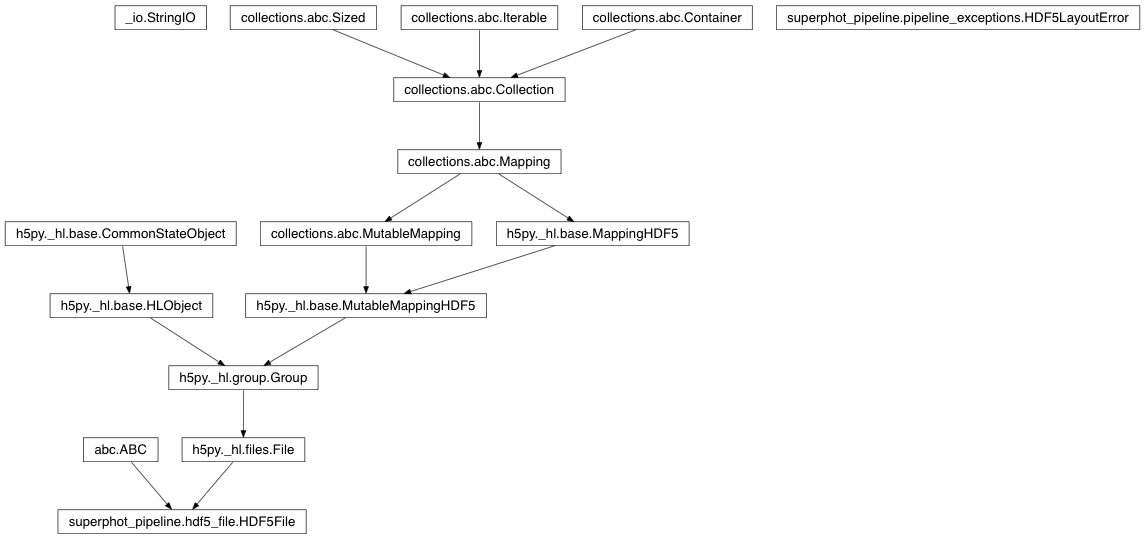 _io.StringIO
collections.abc.Sized
collections.abc.Iterable
collections.abc.Container
superphot_pipeline.pipeline_exceptions.HDF5LayoutError
collections.abc.Collection
collections.abc.Mapping
h5py._hl.base.CommonStateObject
collections.abc.MutableMapping
h5py._hl.base.MappingHDF5
h5py._hl.base.HLObject
h5py._hl.base.MutableMappingHDF5
h5py._hl.group.Group
abc.ABC
h5py._hl.files.File
superphot_pipeline.hdf5_file.HDF5File